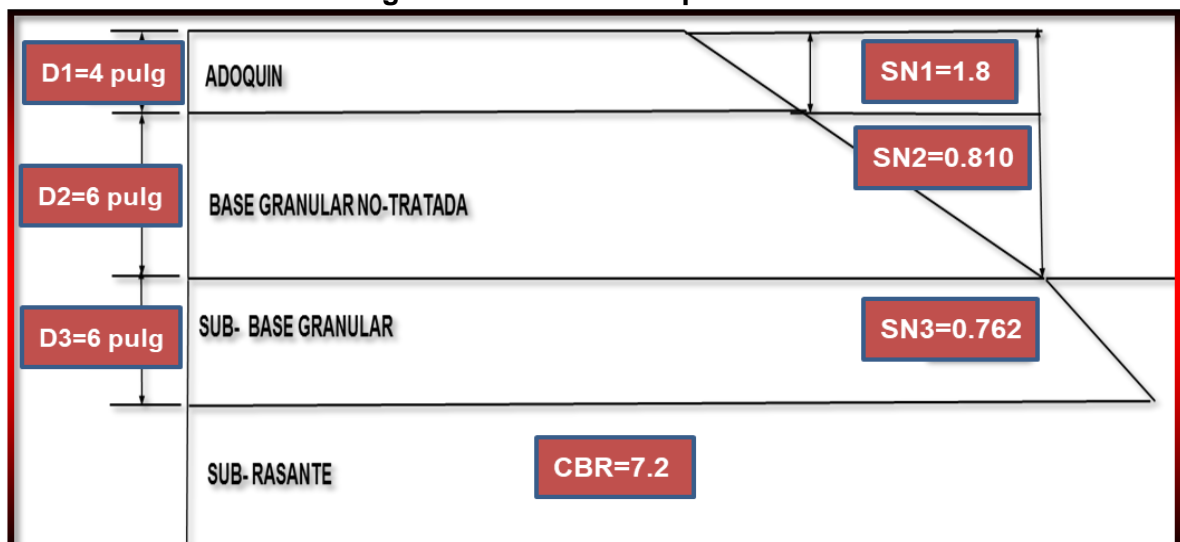 D1=4 pulg
ADOQUIN
SN1=1.8
SN2=0.810
D2=6 pulg
BASE GRANULAR NO-TRATADA
D3=6 pulg
SUB- BASE GRANULAR
SN3=0.762
CBR=7.2
SUB- RASANTE